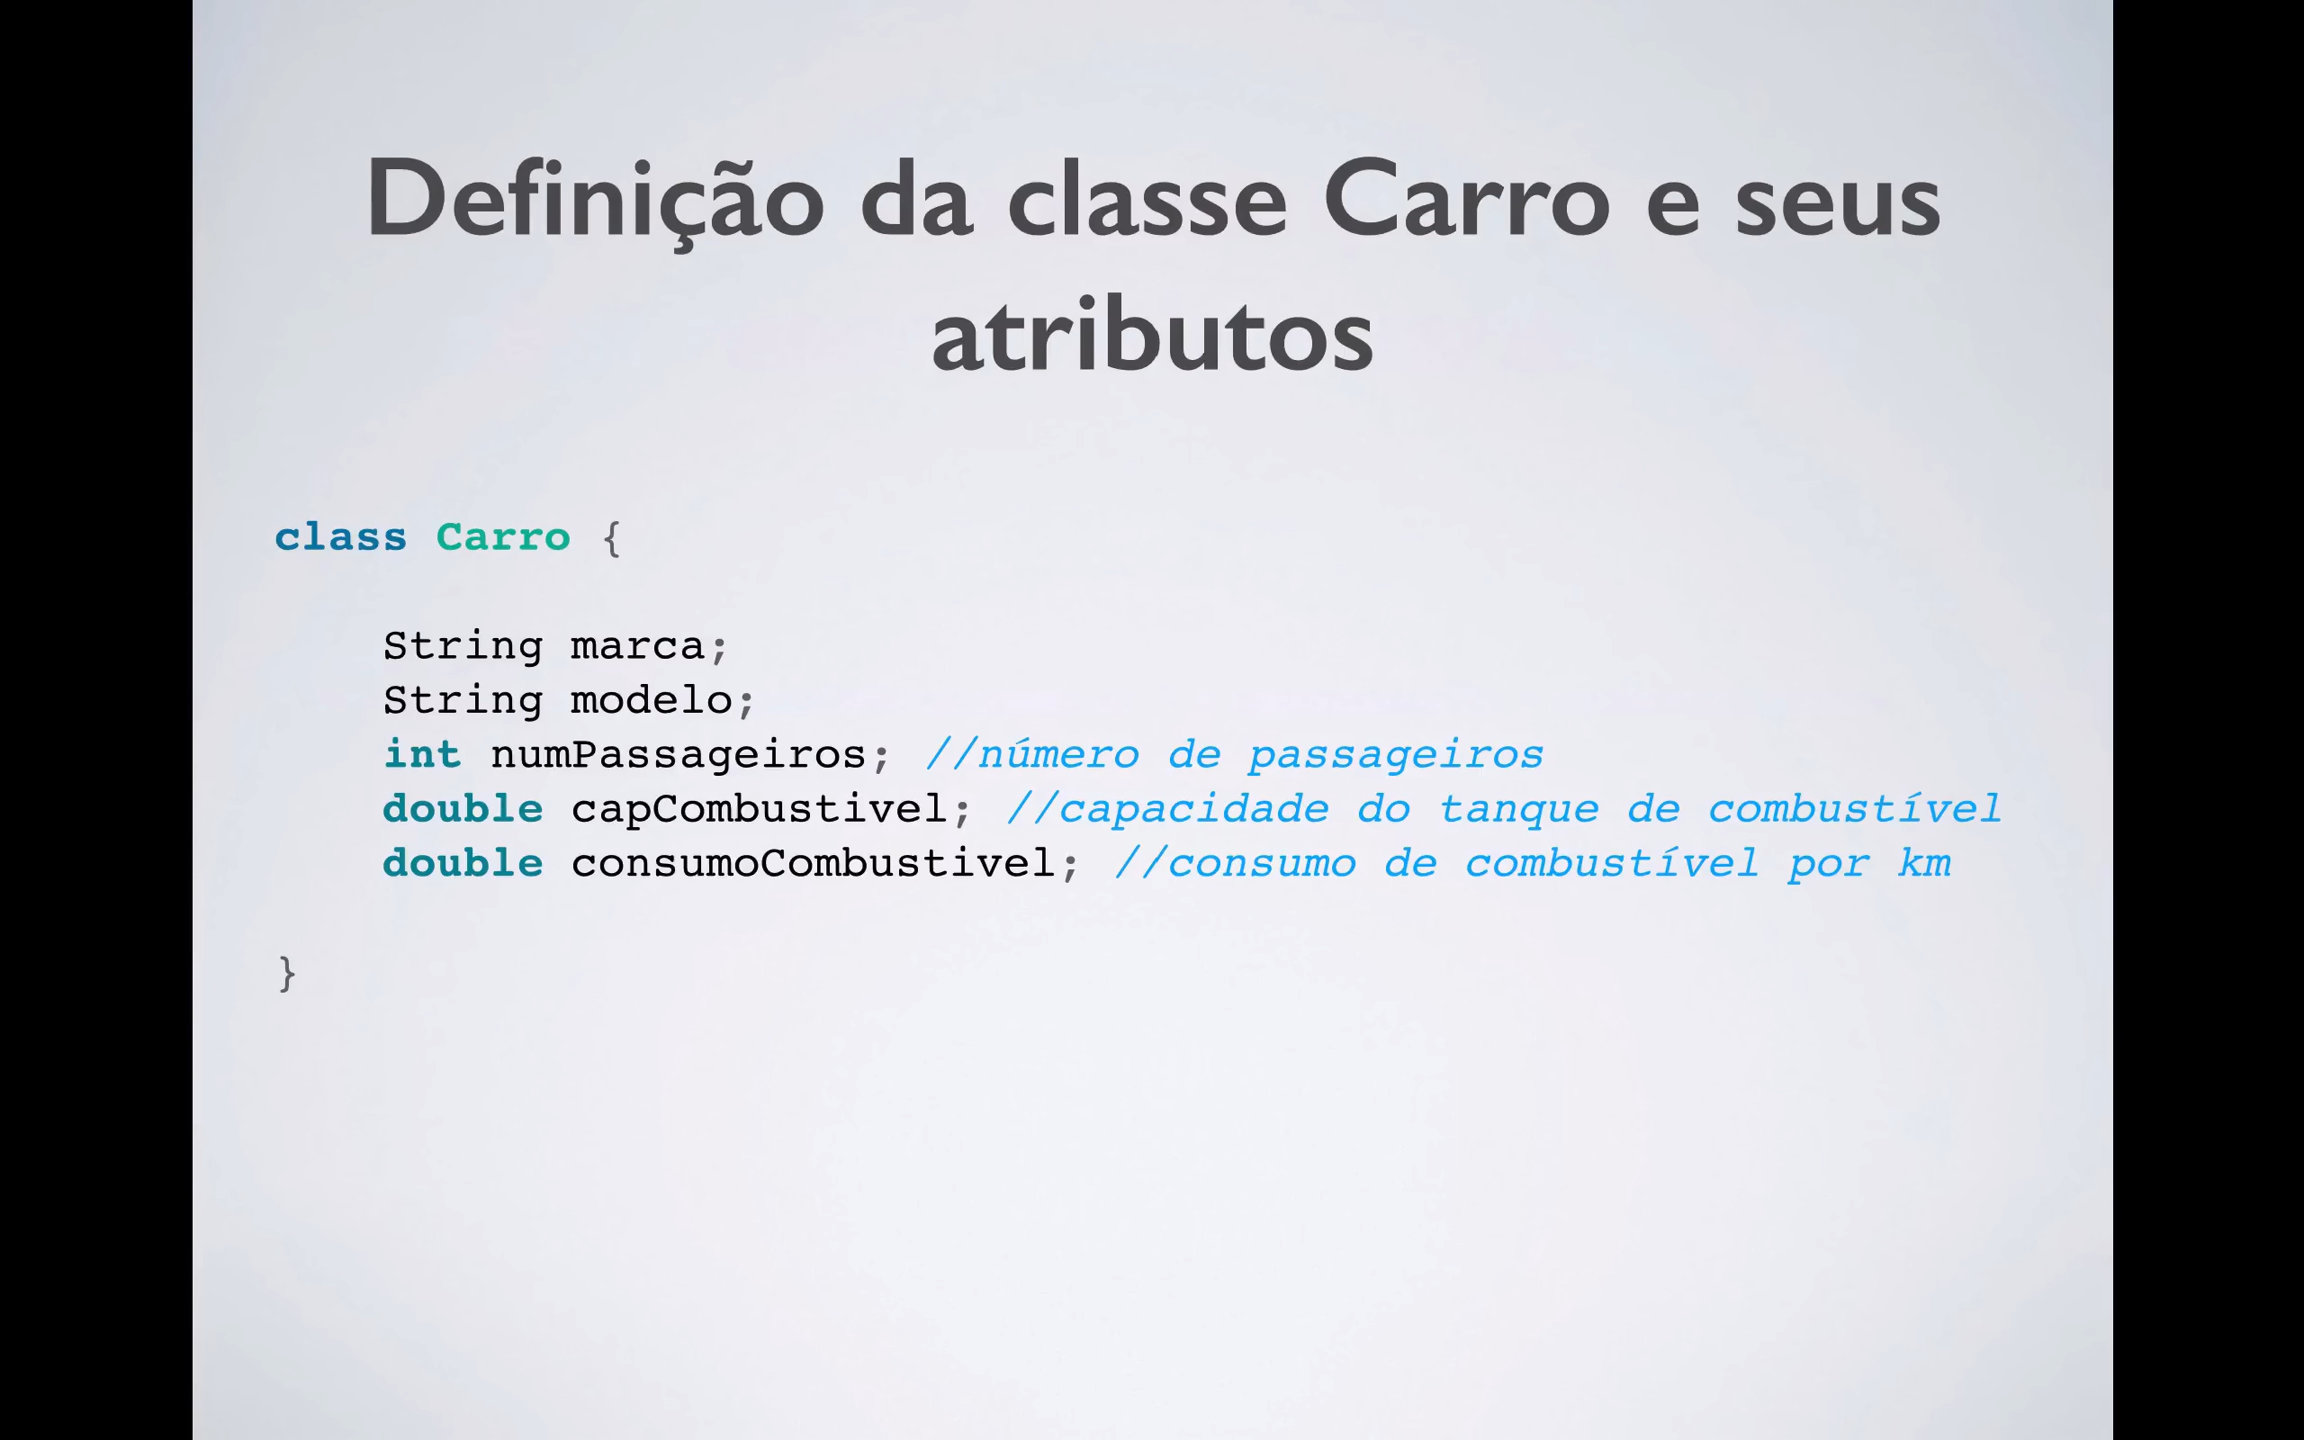 Definição da classe Carro e seus
atributos
class Carro {
String marca;
String modelo;
int numPassageiros; //número de passageiros
double capCombustivel; //capacidade do tanque de combustível
double consumoCombustivel; //consumo de combustível por km
}